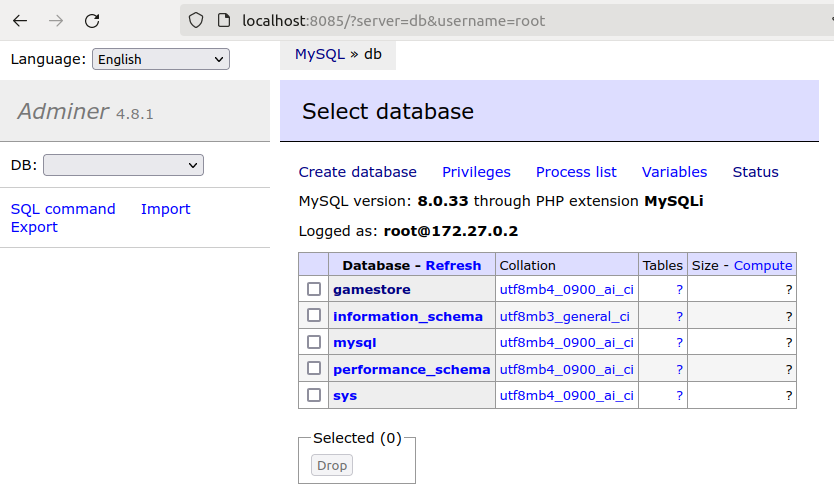 localhost:8085/?server=db&username=root
Language: English
MySQL » db
Adminer 4.8.1
Select database
DB:
SQL command Import
Export
Create database Privileges Process list Variables Status
MySQL version: 8.0.33 through PHP extension MySQLi
Logged as: root@172.27.0.2
Database – Refresh Collation Tables Size - Compute
gamestore utf8mb4_0900_ai_ci ? ?
information_schema utf8mb3_general_ci ? ?
mysql utf8mb4_0900_ai_ci ? ?
performance_schema utf8mb4_0900_ai_ci ? ?
sys utf8mb4_0900_ai_ci ? ?
Selected (0)
Drop